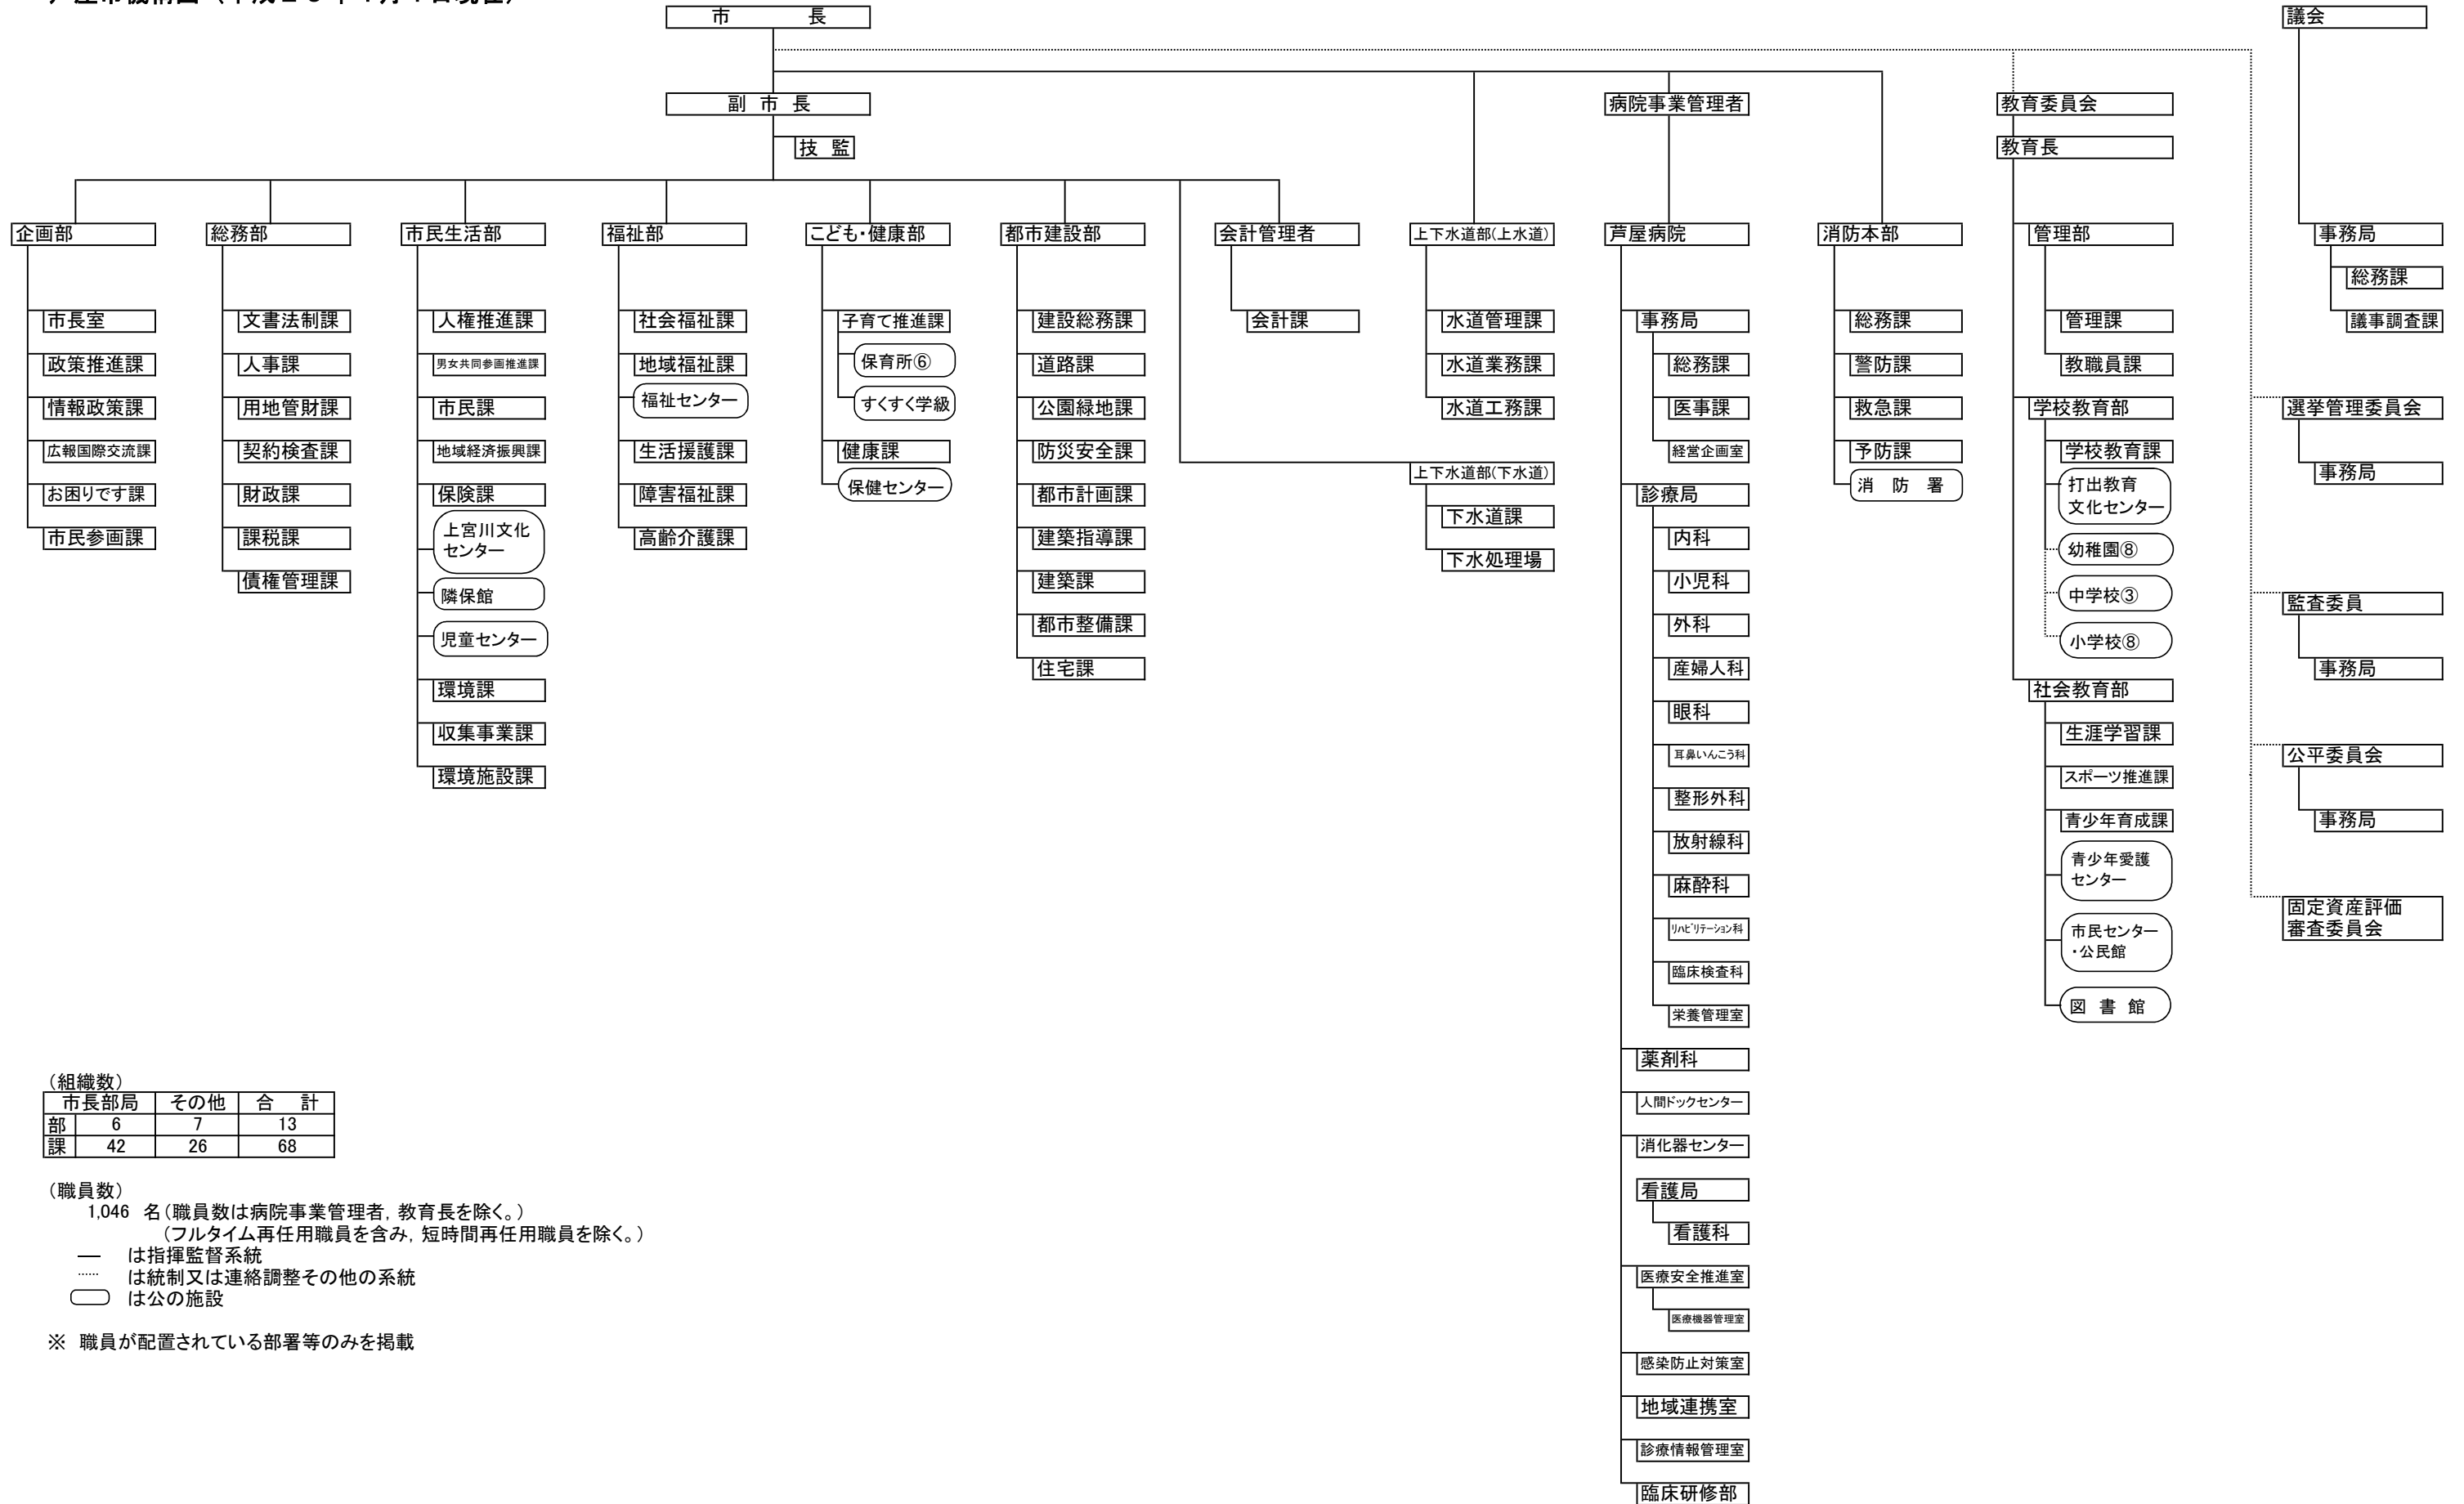 市長
議会
副市長
病院事業管理者
教育委員会
技監
教育長
企画部
総務部
市民生活部
福祉部
こども・健康部
都市建設部
会計管理者
上下水道部(上水道)
芦屋病院
消防本部
管理部
事務局
総務課
議事調査課
市長室
政策推進課
情報政策課
広報国際交流課
お困りです課
市民参画課
文書法制課
人事課
用地管財課
契約検査課
財政課
課税課
債権管理課
人権推進課
男女共同参画推進課
市民課
地域経済振興課
保険課
上宮川文化
センター
隣保館
児童センター
環境課
収集事業課
環境施設課
社会福祉課
地域福祉課
福祉センター
生活援護課
障害福祉課
高齢介護課
子育て推進課
保育所⑥
すくすく学級
健康課
保健センター
建設総務課
道路課
公園緑地課
防災安全課
都市計画課
建築指導課
建築課
都市整備課
住宅課
会計課
水道管理課
水道業務課
水道工務課
上下水道部(下水道)
下水道課
下水処理場
事務局
総務課
医事課
経営企画室
診療局
内科
小児科
外科
産婦人科
眼科
耳鼻いんこう科
整形外科
放射線科
麻酔科
リハビリテーション科
臨床検査科
栄養管理室
薬剤科
人間ドックセンター
消化器センター
看護局
看護科
医療安全推進室
医療機器管理室
感染防止対策室
地域連携室
診療情報管理室
臨床研修部
総務課
警防課
救急課
予防課
消防署
管理課
教職員課
学校教育部
学校教育課
打出教育
文化センター
幼稚園⑧
中学校③
小学校⑧
社会教育部
生涯学習課
スポーツ推進課
青少年育成課
青少年愛護
センター
市民センター
・公民館
図書館
選挙管理委員会
事務局
監査委員
事務局
公平委員会
事務局
固定資産評価
審査委員会
（組織数）
市長部局 その他 合計
部 6 7 13
課 42 26 68
（職員数）
1,046 名（職員数は病院事業管理者，教育長を除く。）
（フルタイム再任用職員を含み，短時間再任用職員を除く。）
― は指揮監督系統
…… は統制又は連絡調整その他の系統
は公の施設
※ 職員が配置されている部署等のみを掲載